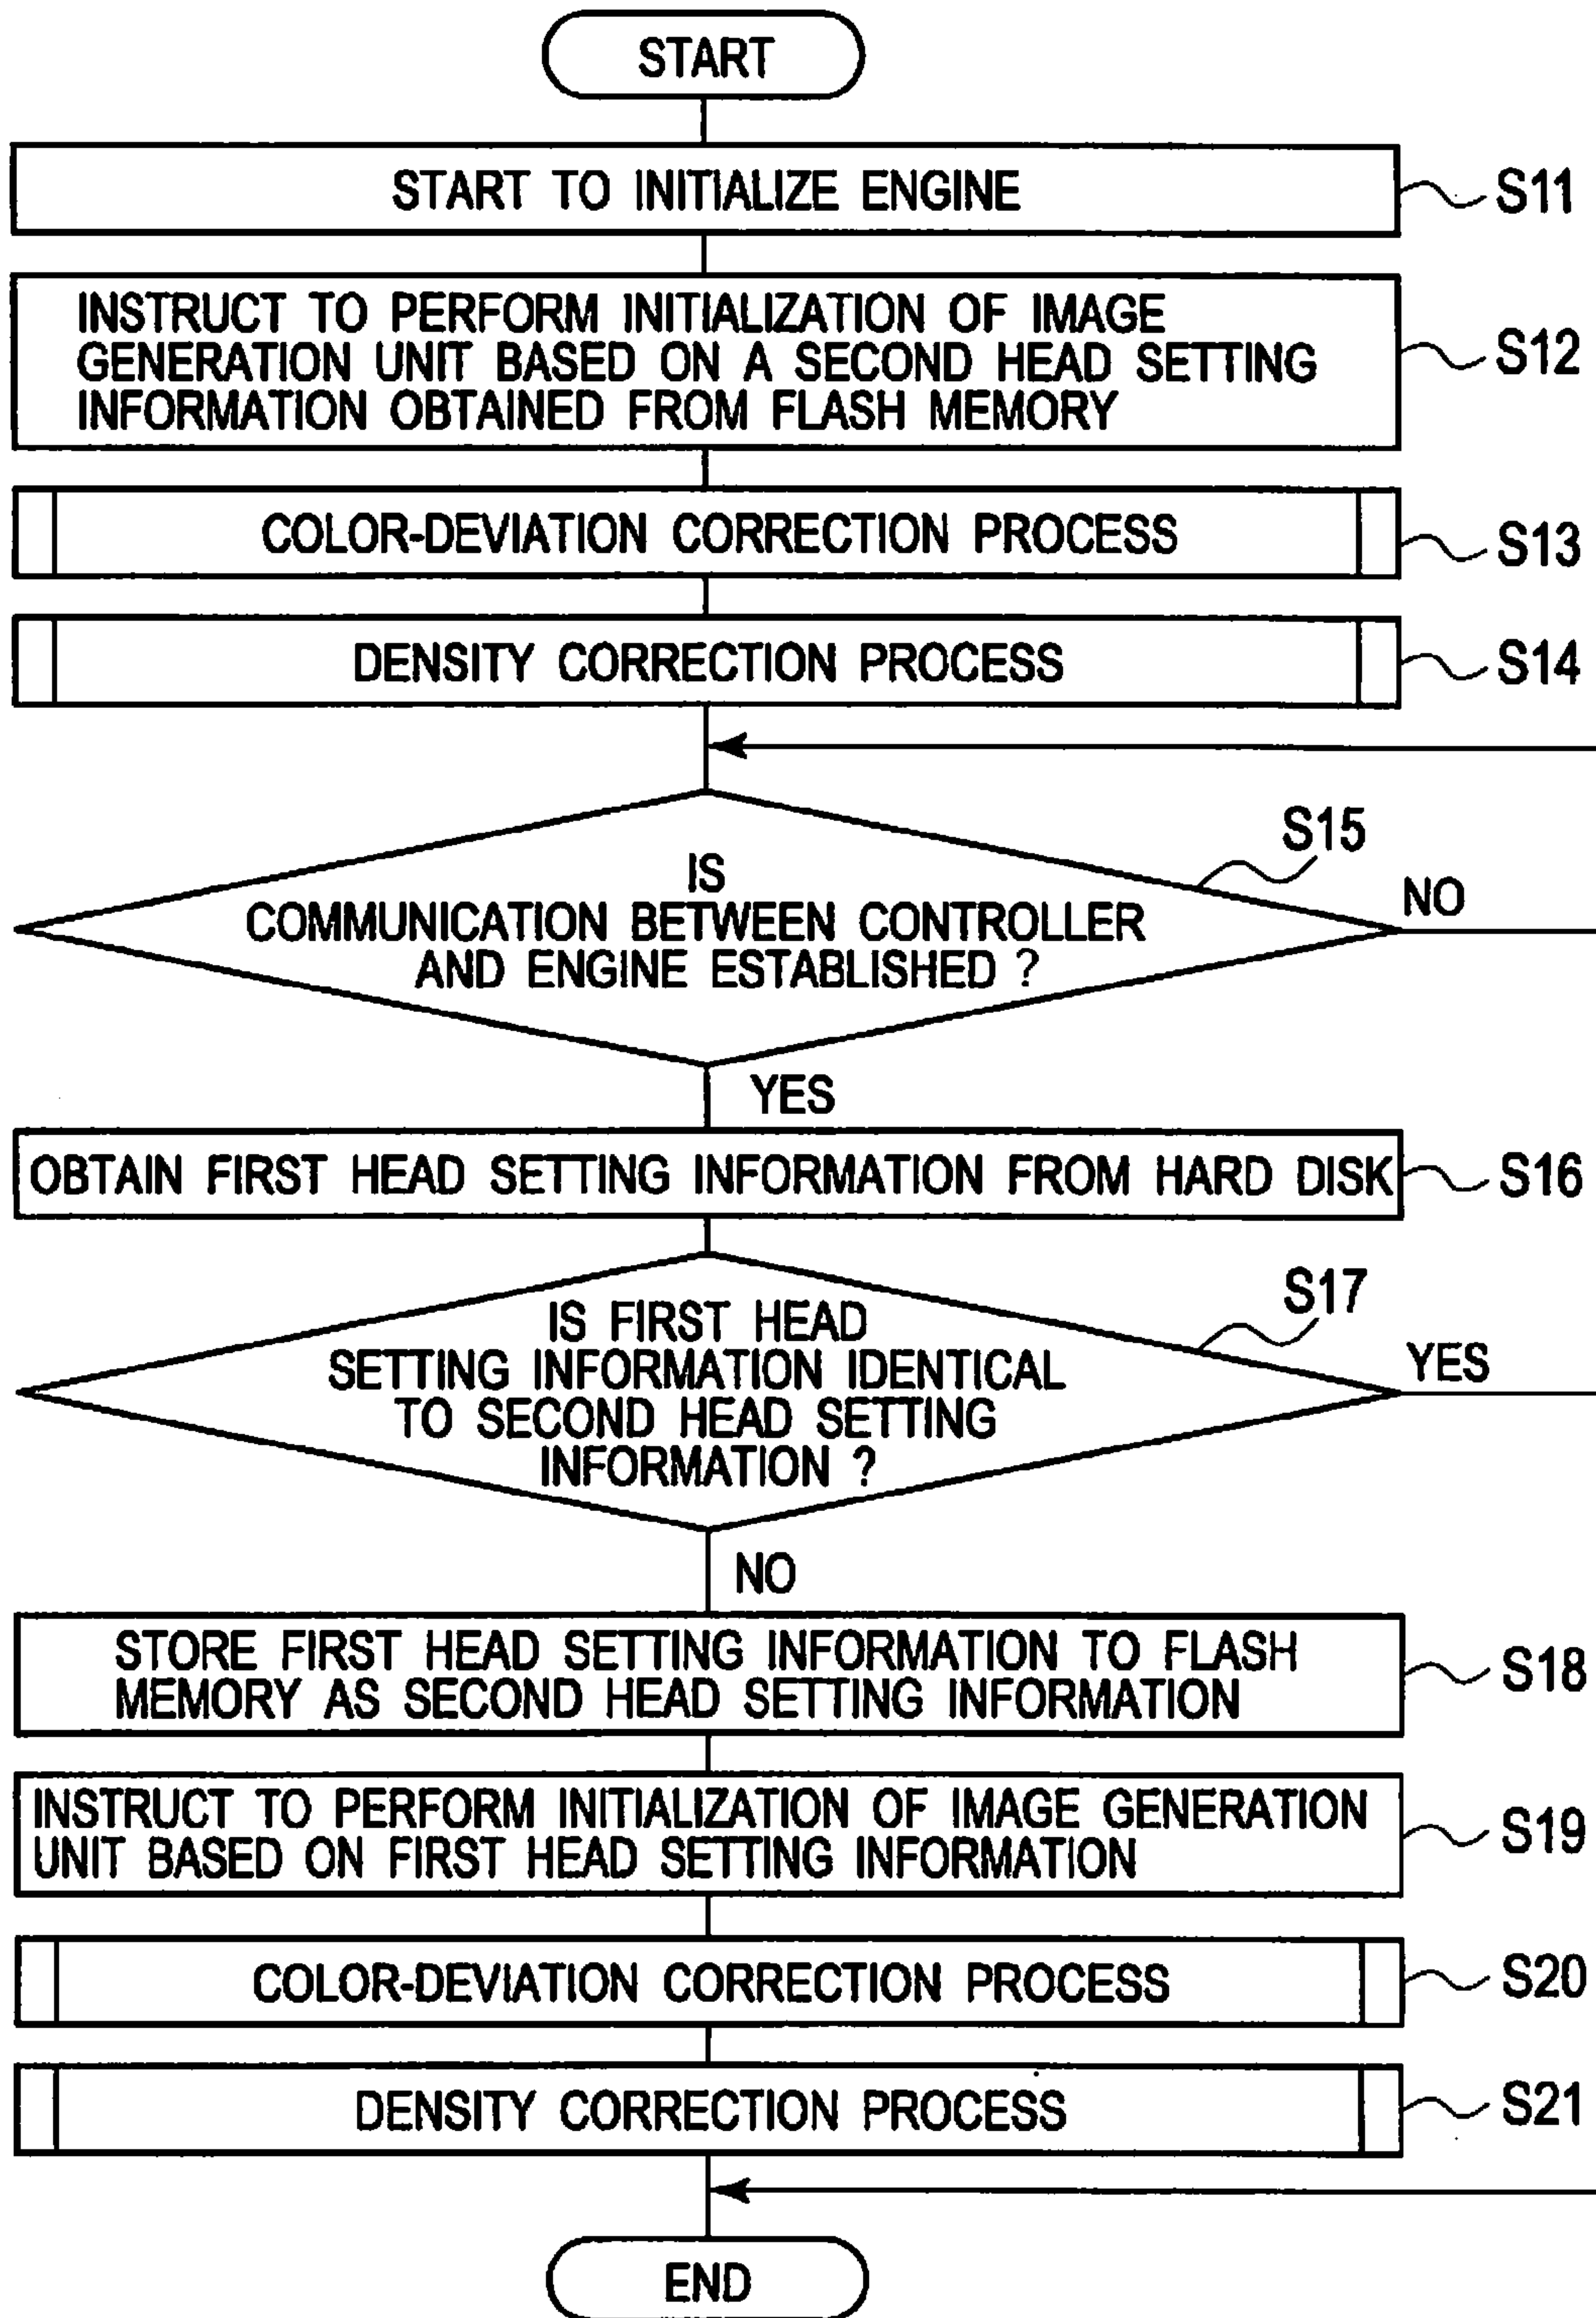 START
START TO INITIALIZE ENGINE
S11
INSTRUCT TO PERFORM INITIALIZATION OF IMAGE
GENERATION UNIT BASED ON A SECOND HEAD SETTING
INFORMATION OBTAINED FROM FLASH MEMORY
S12
COLOR-DEVIATION CORRECTION PROCESS
S13
DENSITY CORRECTION PROCESS
S14
S15
IS
COMMUNICATION BETWEEN CONTROLLER
AND ENGINE ESTABLISHED ?
NO
YES
OBTAIN FIRST HEAD SETTING INFORMATION FROM HARD DISK
S16
S17
IS FIRST HEAD
SETTING INFORMATION IDENTICAL
TO SECOND HEAD SETTING
INFORMATION ?
YES
NO
STORE FIRST HEAD SETTING INFORMATION TO FLASH
MEMORY AS SECOND HEAD SETTING INFORMATION
S18
INSTRUCT TO PERFORM INITIALIZATION OF IMAGE GENERATION
UNIT BASED ON FIRST HEAD SETTING INFORMATION
S19
COLOR-DEVIATION CORRECTION PROCESS
S20
DENSITY CORRECTION PROCESS
S21
END